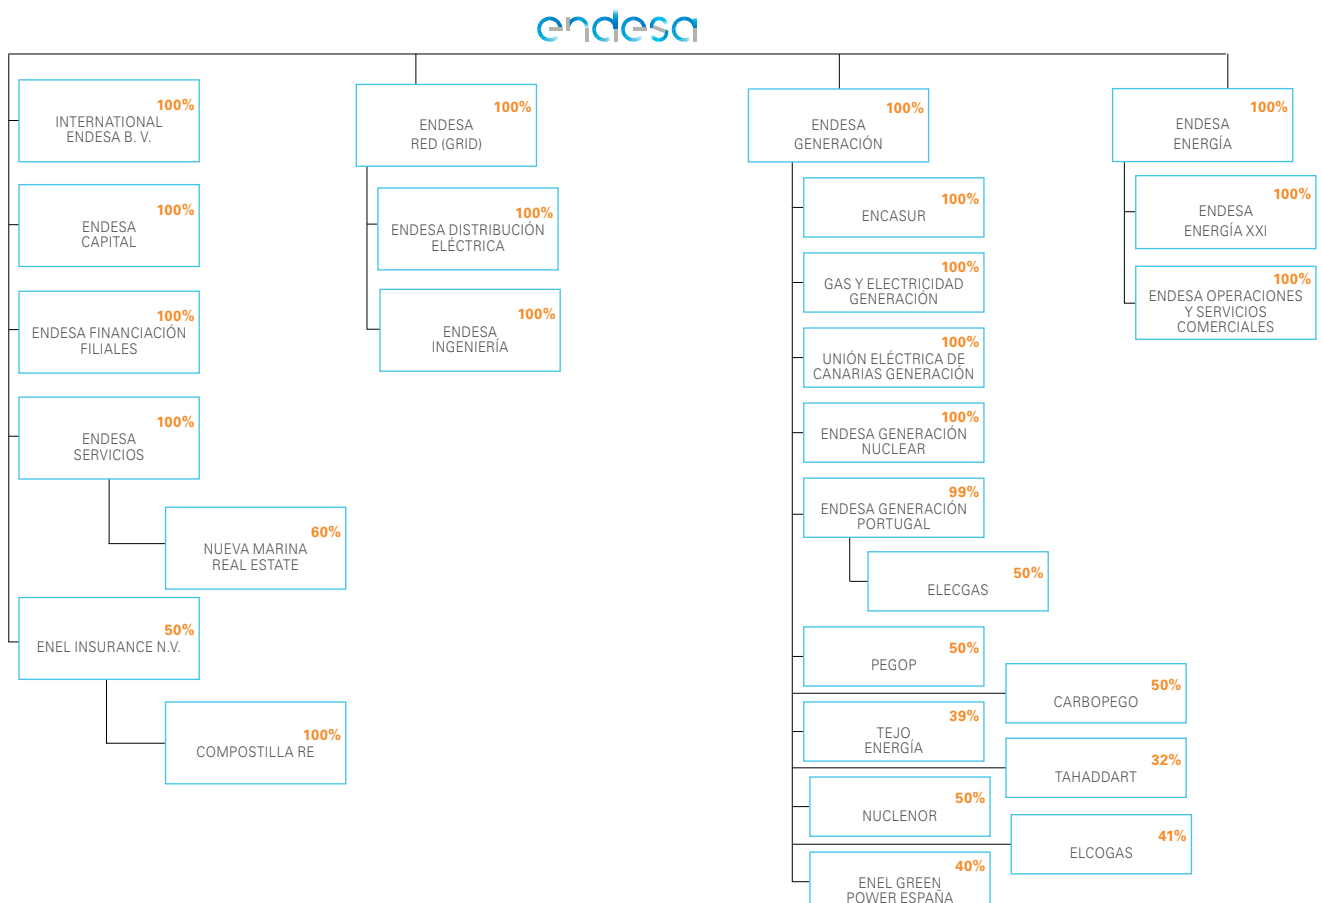 endesa
100%
INTERNATIONAL
ENDESA B. V.
100%
ENDESA
CAPITAL
100%
ENDESA FINANCIACIÓN
FILIALES
100%
ENDESA
SERVICIOS
60%
NUEVA MARINA
REAL ESTATE
50%
ENEL INSURANCE N.V.
100%
COMPOSTILLA RE
100%
ENDESA
RED (GRID)
100%
ENDESA DISTRIBUCIÓN
ELÉCTRICA
100%
ENDESA
INGENIERÍA
100%
ENDESA
GENERACIÓN
100%
ENCASUR
100%
GAS Y ELECTRICIDAD
GENERACIÓN
100%
UNIÓN ELÉCTRICA DE
CANARIAS GENERACIÓN
100%
ENDESA GENERACIÓN
NUCLEAR
99%
ENDESA GENERACIÓN
PORTUGAL
50%
ELECGAS
50%
PEGOP
50%
CARBOPEGO
39%
TEJO
ENERGÍA
32%
TAHADDART
50%
NUCLENOR
41%
ELCOGAS
40%
ENEL GREEN
POWER ESPAÑA
100%
ENDESA
ENERGÍA
100%
ENDESA
ENERGÍA XXI
100%
ENDESA OPERACIONES
Y SERVICIOS
COMERCIALES